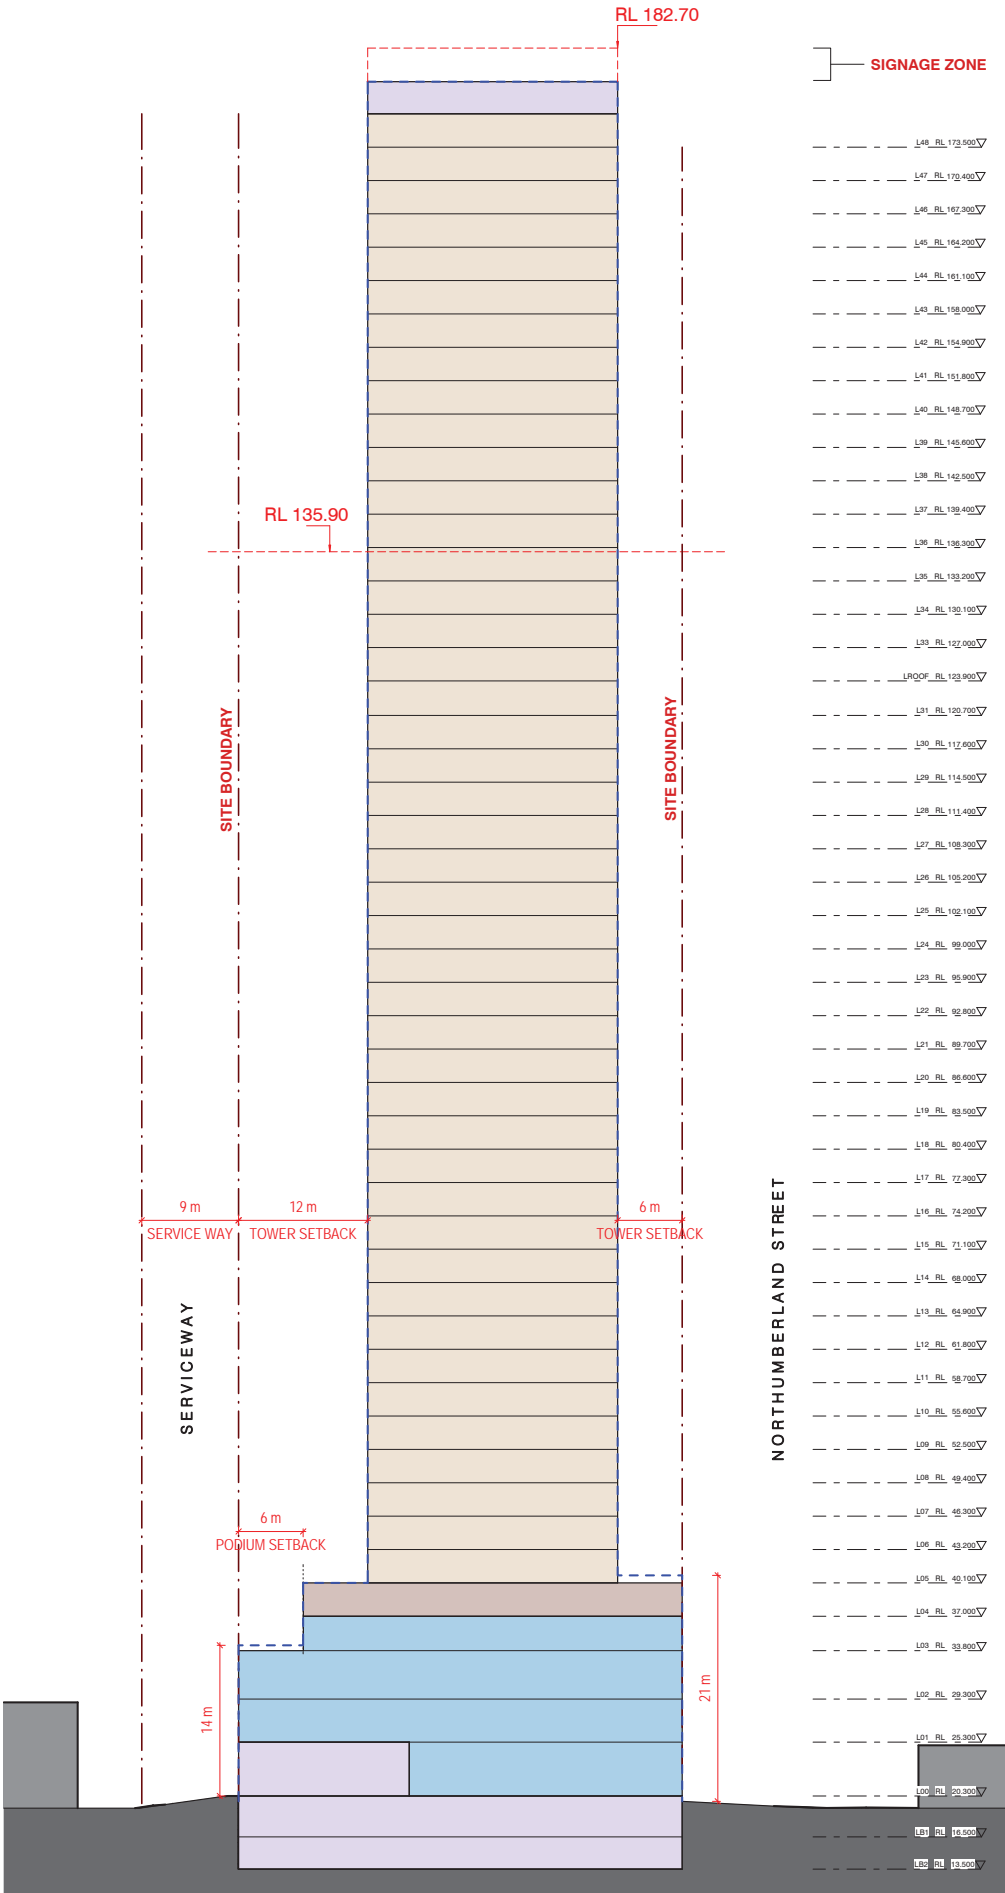 RL 182.70
SIGNAGE ZONE
L48 RL 173.500
L47 RL 170.400
L46 RL 167.300
L45 RL 164.200
L44 RL 161.100
L43 RL 158.000
L42 RL 154.900
L41 RL 151.800
L40 RL 148.700
L39 RL 145.600
L38 RL 142.500
L37 RL 139.400
RL 135.90
L36 RL 136.300
L35 RL 133.200
L34 RL 130.100
L33 RL 127.000
LROOF RL 123.900
L31 RL 120.700
L30 RL 117.600
L29 RL 114.500
L28 RL 111.400
L27 RL 108.300
L26 RL 105.200
L25 RL 102.100
L24 RL 99.000
L23 RL 95.900
L22 RL 92.800
L21 RL 89.700
L20 RL 86.600
L19 RL 83.500
L18 RL 80.400
L17 RL 77.300
L16 RL 74.200
L15 RL 71.100
L14 RL 68.000
L13 RL 64.900
L12 RL 61.800
L11 RL 58.700
L10 RL 55.600
L09 RL 52.500
L08 RL 49.400
L07 RL 46.300
L06 RL 43.200
L05 RL 40.100
L04 RL 37.000
L03 RL 33.800
L02 RL 29.300
L01 RL 25.300
L00 RL 20.300
LB1 RL 16.500
LB2 RL 13.500
SITE BOUNDARY
SITE BOUNDARY
9 m
SERVICE WAY
12 m
TOWER SETBACK
6 m
TOWER SETBACK
SERVICEWAY
NORTHUMBERLAND STREET
6 m
PODIUM SETBACK
14 m
21 m